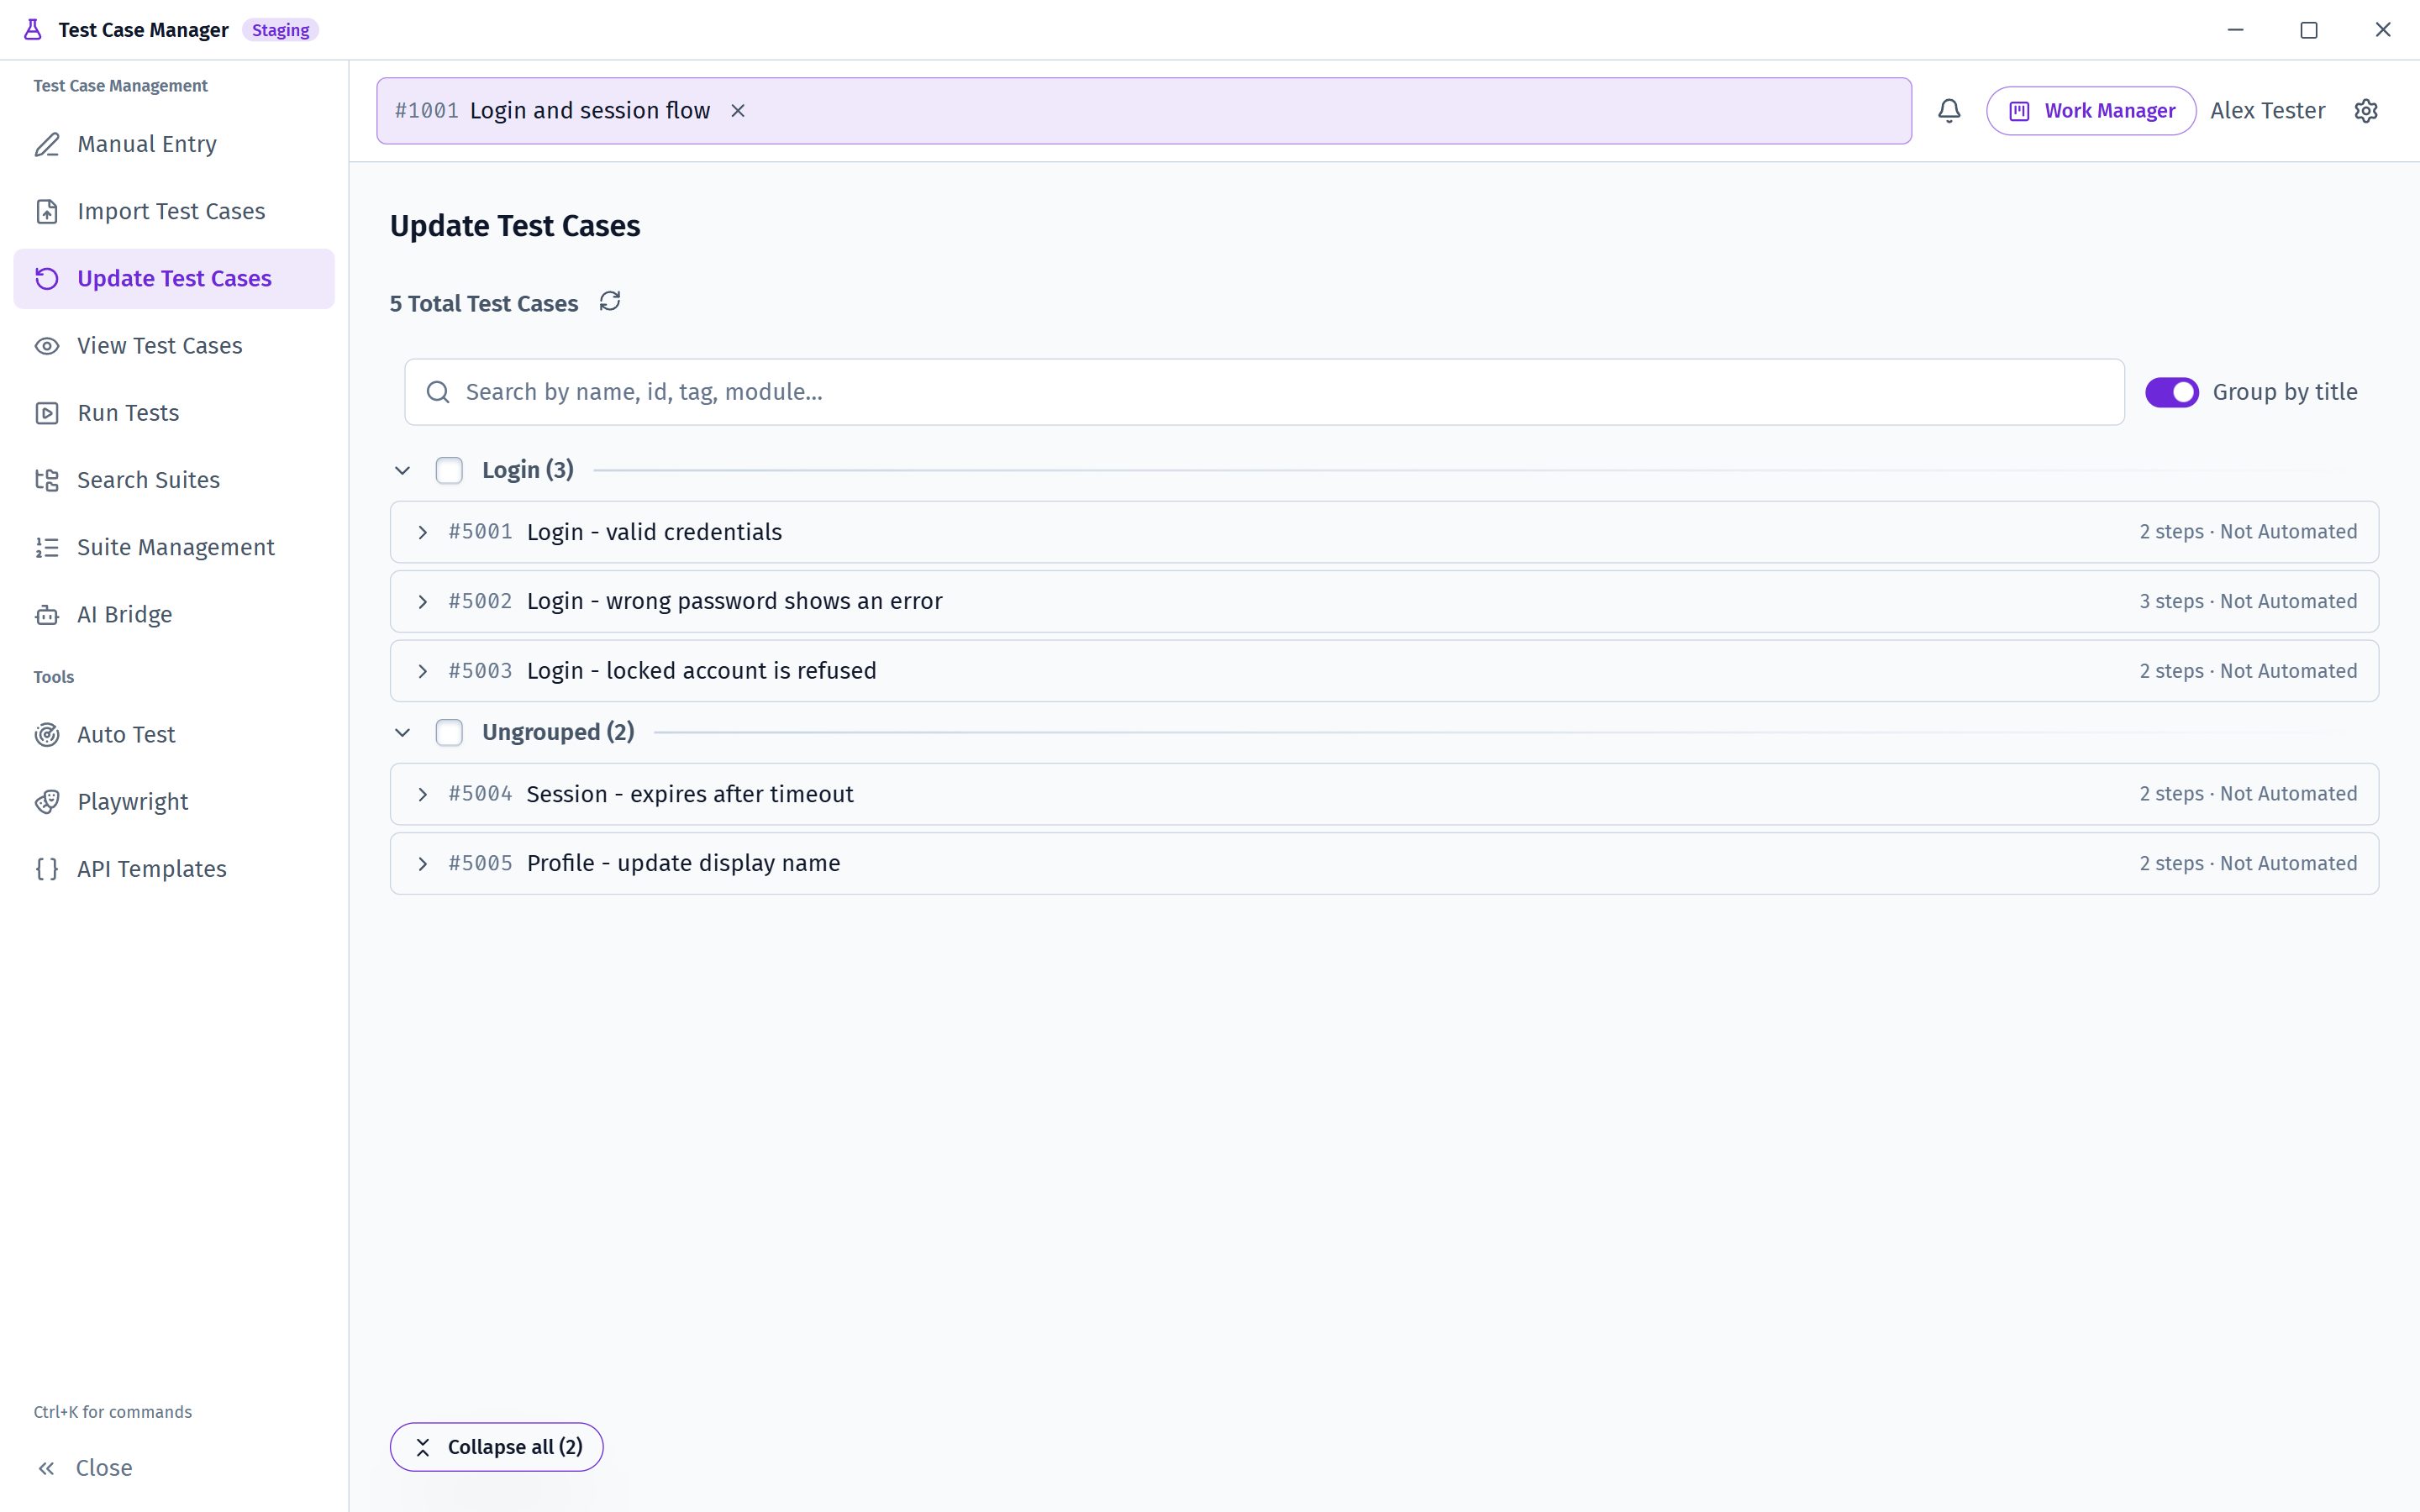 Test Case Manager Staging
Test Case Management
Manual Entry
Import Test Cases
Update Test Cases
View Test Cases
Run Tests
Search Suites
Suite Management
AI Bridge
Tools
Auto Test
Playwright
API Templates
Ctrl+K for commands
Close
#1001 Login and session flow
Work Manager
Alex Tester
Update Test Cases
5 Total Test Cases
Search by name, id, tag, module...
Group by title
Login (3)
#5001 Login - valid credentials 2 steps · Not Automated
#5002 Login - wrong password shows an error 3 steps · Not Automated
#5003 Login - locked account is refused 2 steps · Not Automated
Ungrouped (2)
#5004 Session - expires after timeout 2 steps · Not Automated
#5005 Profile - update display name 2 steps · Not Automated
Collapse all (2)